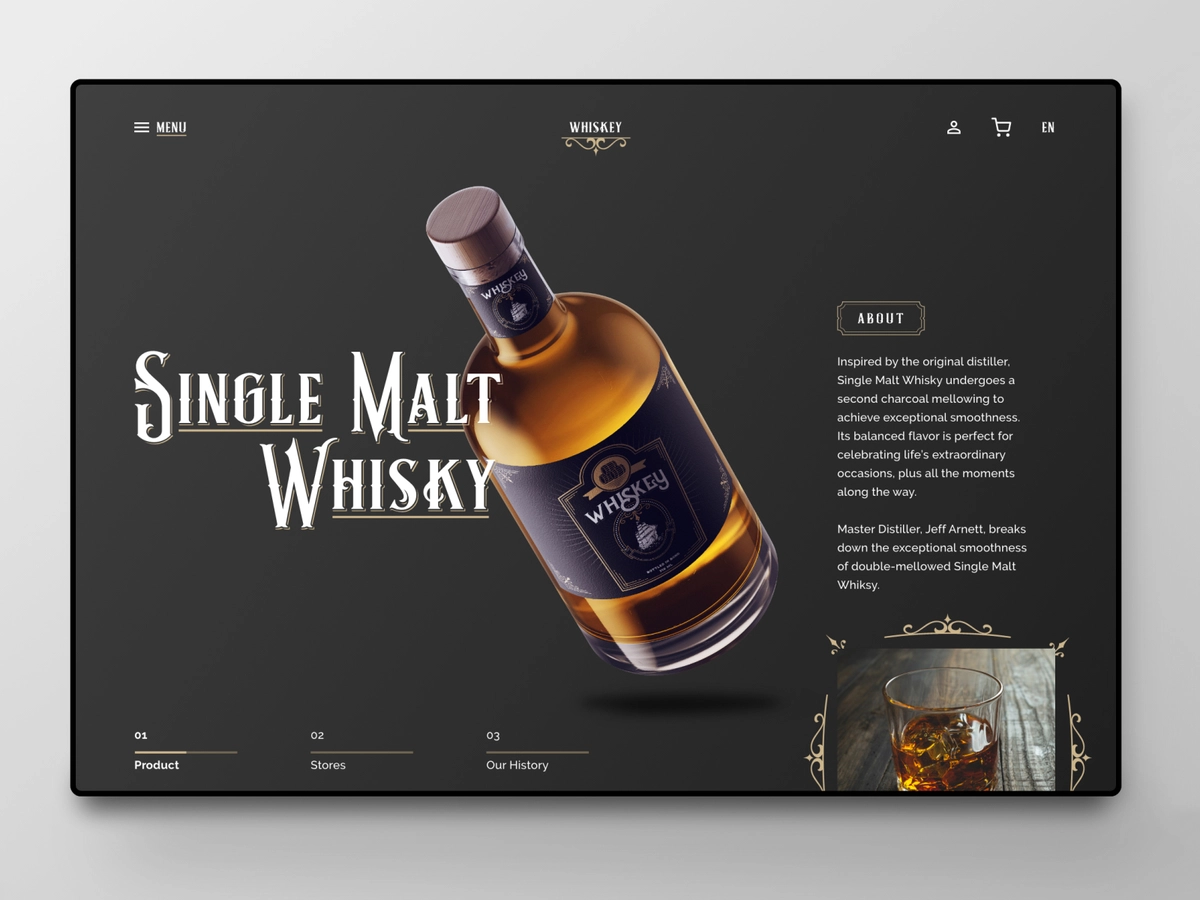 MENU
WHISKEY
EN
WHISKEY
SINGLE MALT
WHISKY
WHISKEY
ABOUT
Inspired by the original distiller,
Single Malt Whisky undergoes a
second charcoal mellowing to
achieve exceptional smoothness.
Its balanced flavor is perfect for
celebrating life's extraordinary
occasions, plus all the moments
along the way.
Master Distiller, Jeff Arnett, breaks
down the exceptional smoothness
of double-mellowed Single Malt
Whiksy.
01
Product
02
Stores
03
Our History